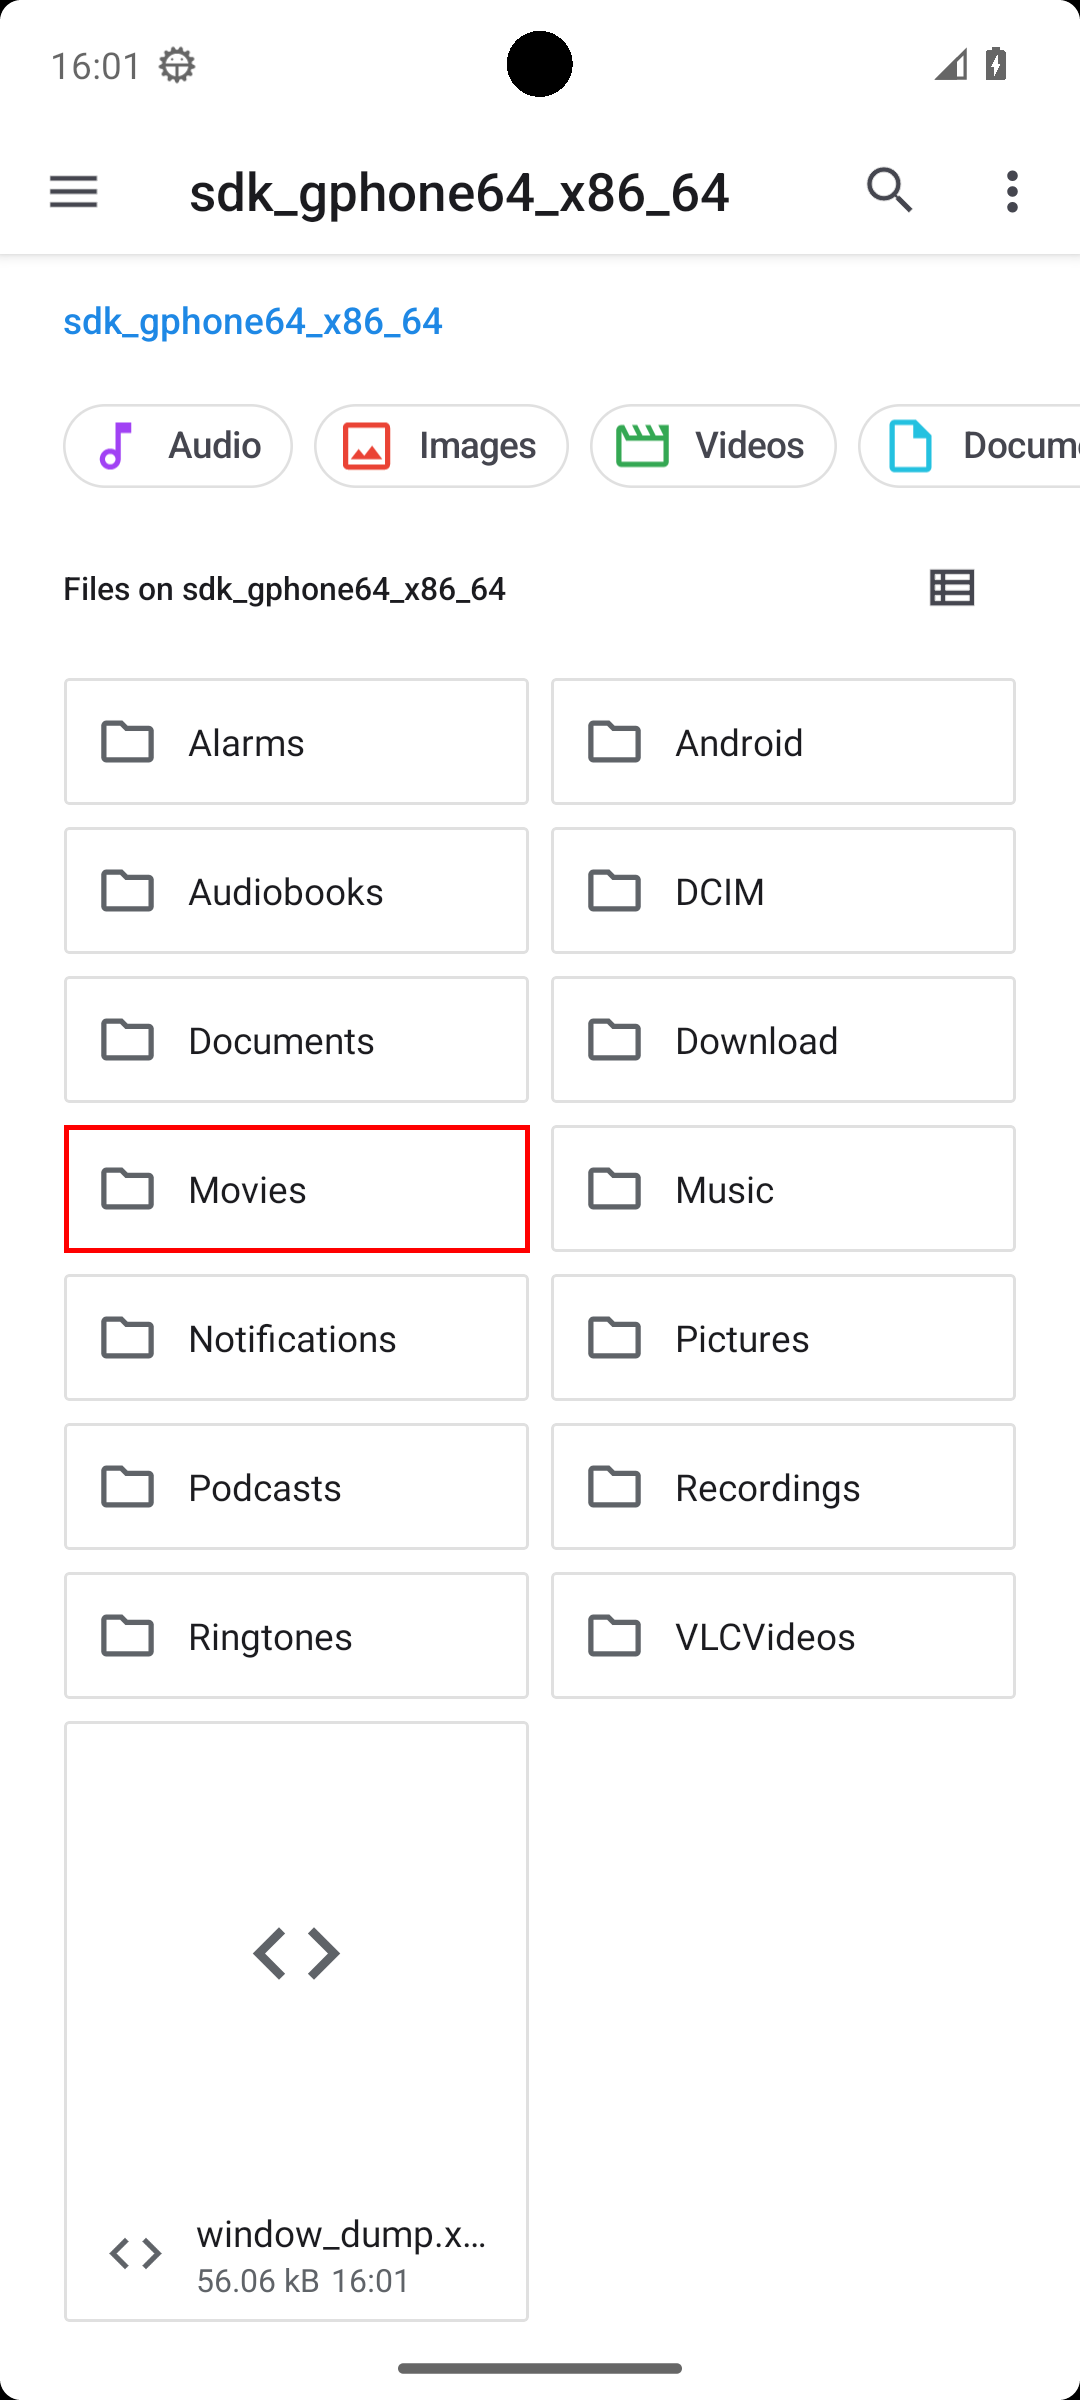 16:01
sdk_gphone64_x86_64
sdk_gphone64_x86_64
Audio
Images
Videos
Docum
Files on sdk_gphone64_x86_64
Alarms
Android
Audiobooks
DCIM
Documents
Download
Movies
Music
Notifications
Pictures
Podcasts
Recordings
Ringtones
VLCVideos
window_dump.x…
56.06 kB 16:01